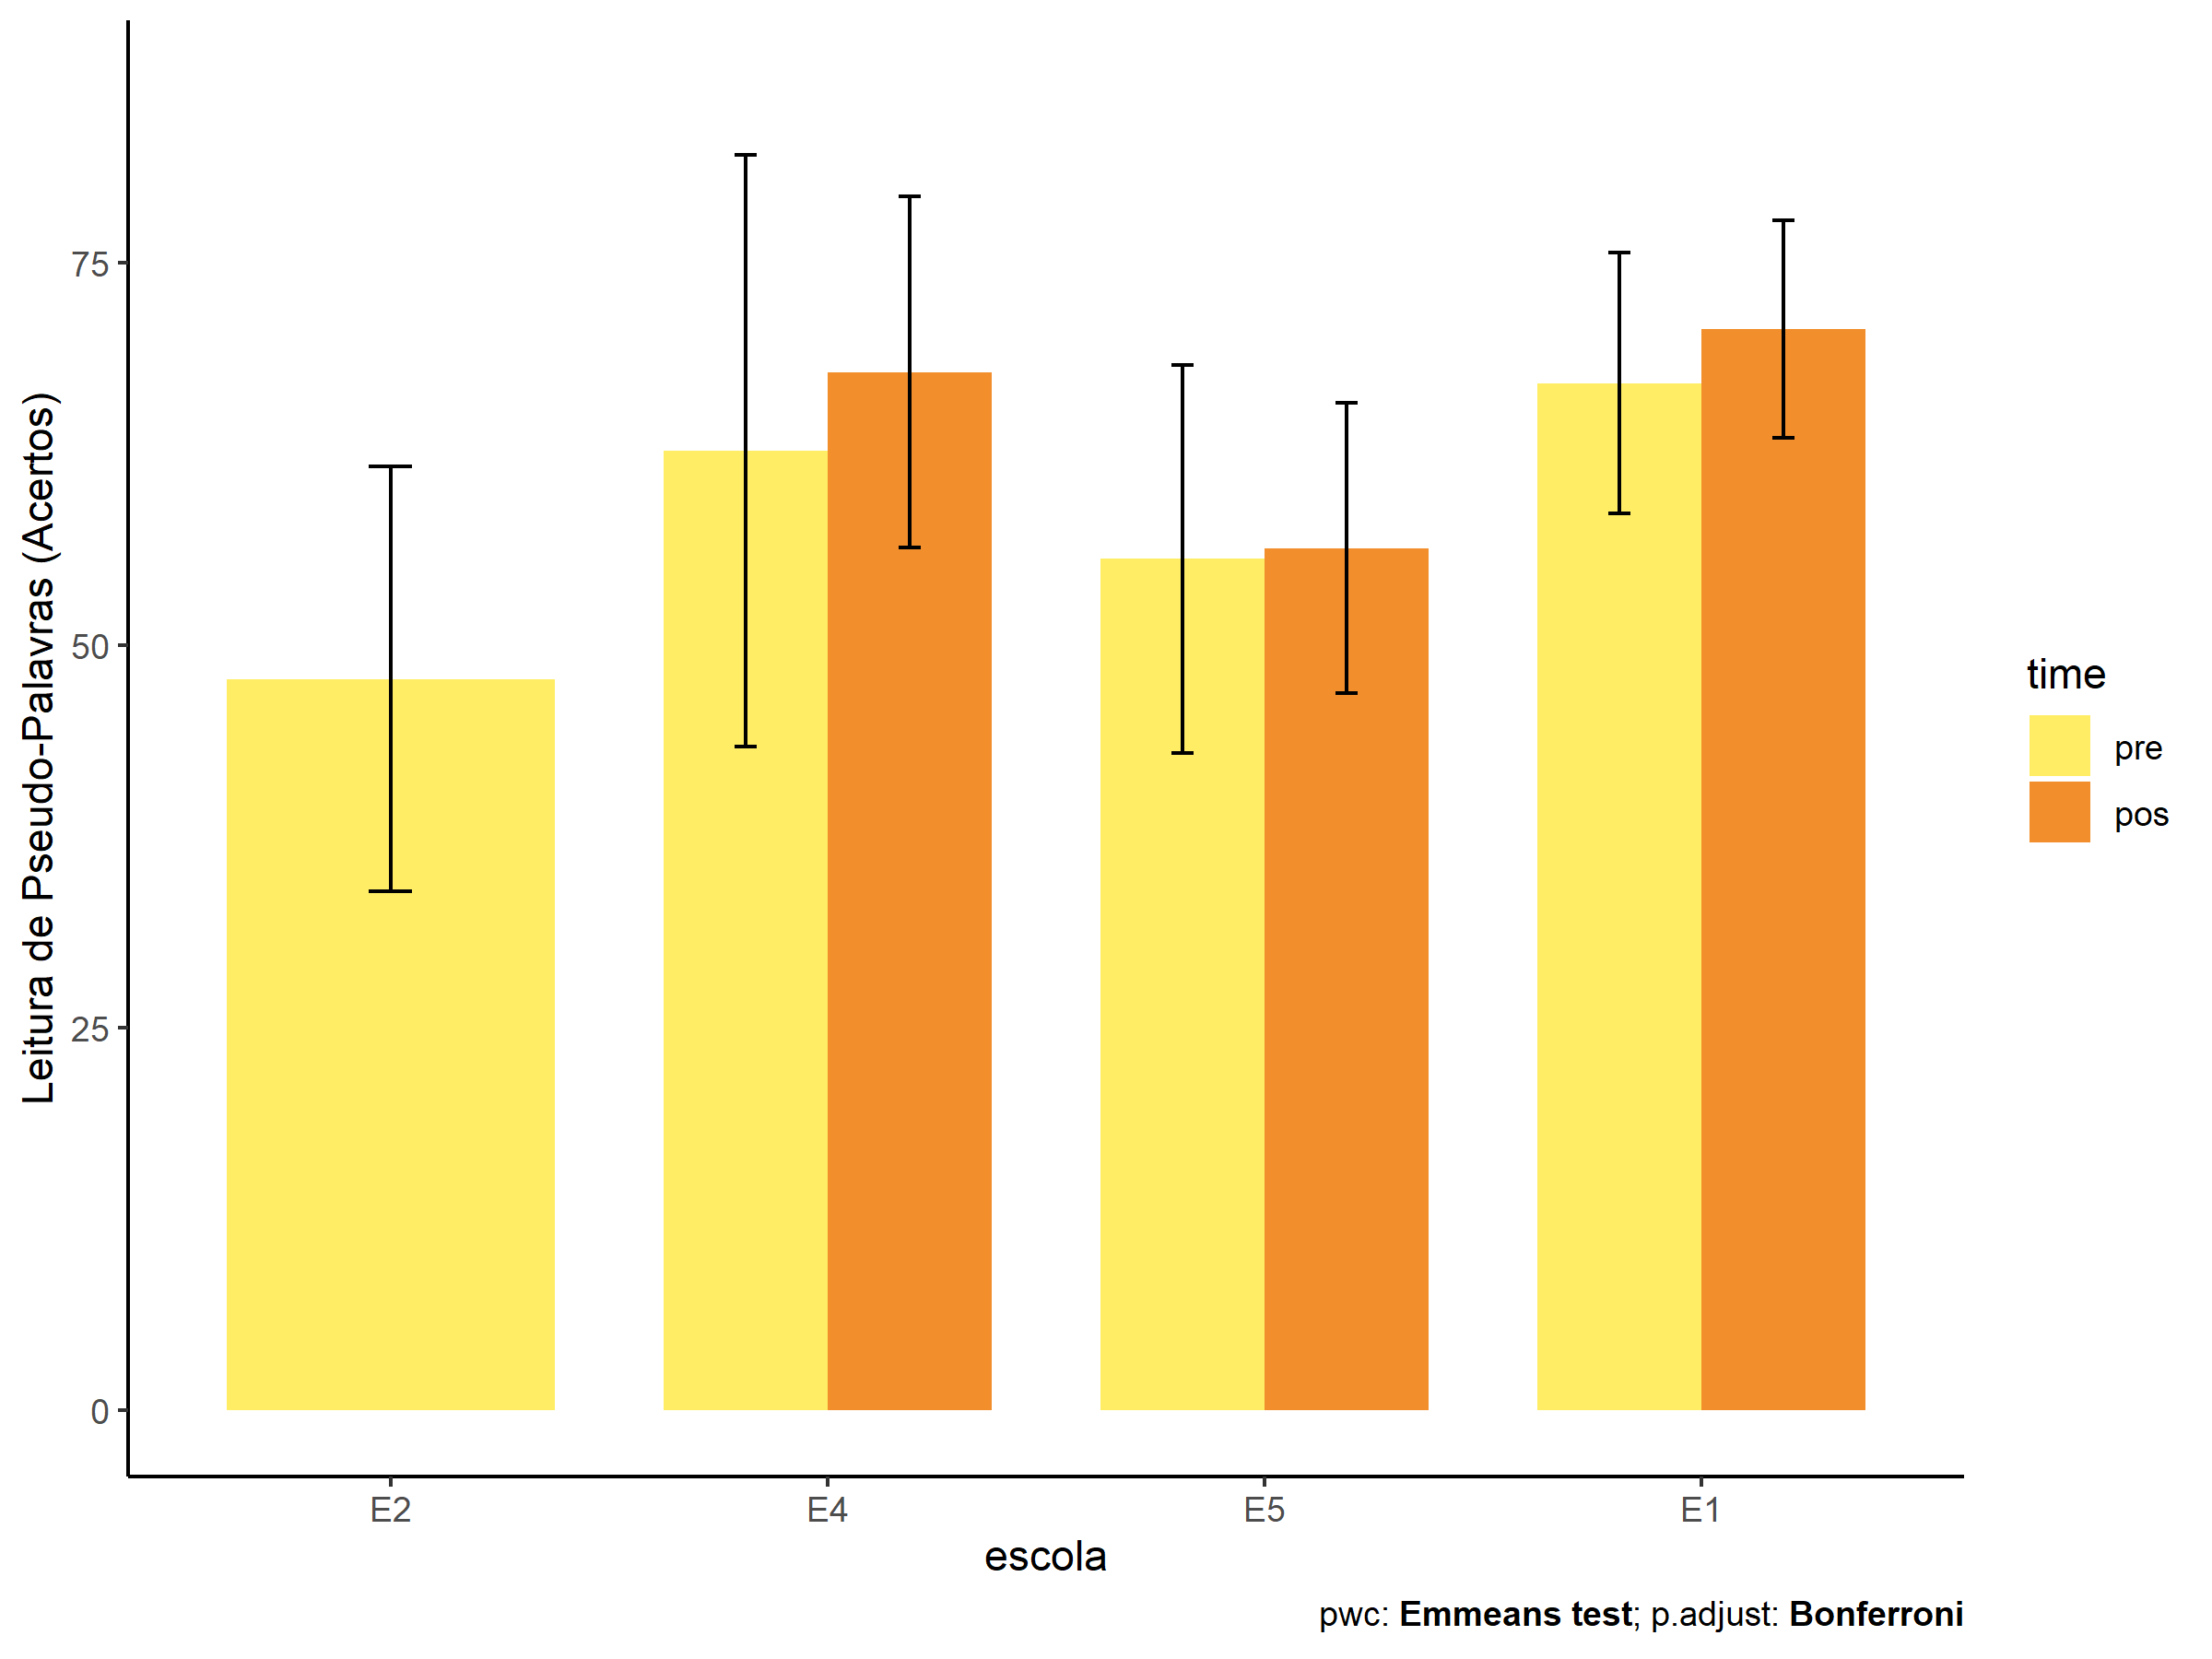 Leitura de Pseudo-Palavras (Acertos)
75
50
25
0
E2 E4 E5 E1
escola
time
pre
pos
pwc: Emmeans test; p.adjust: Bonferroni